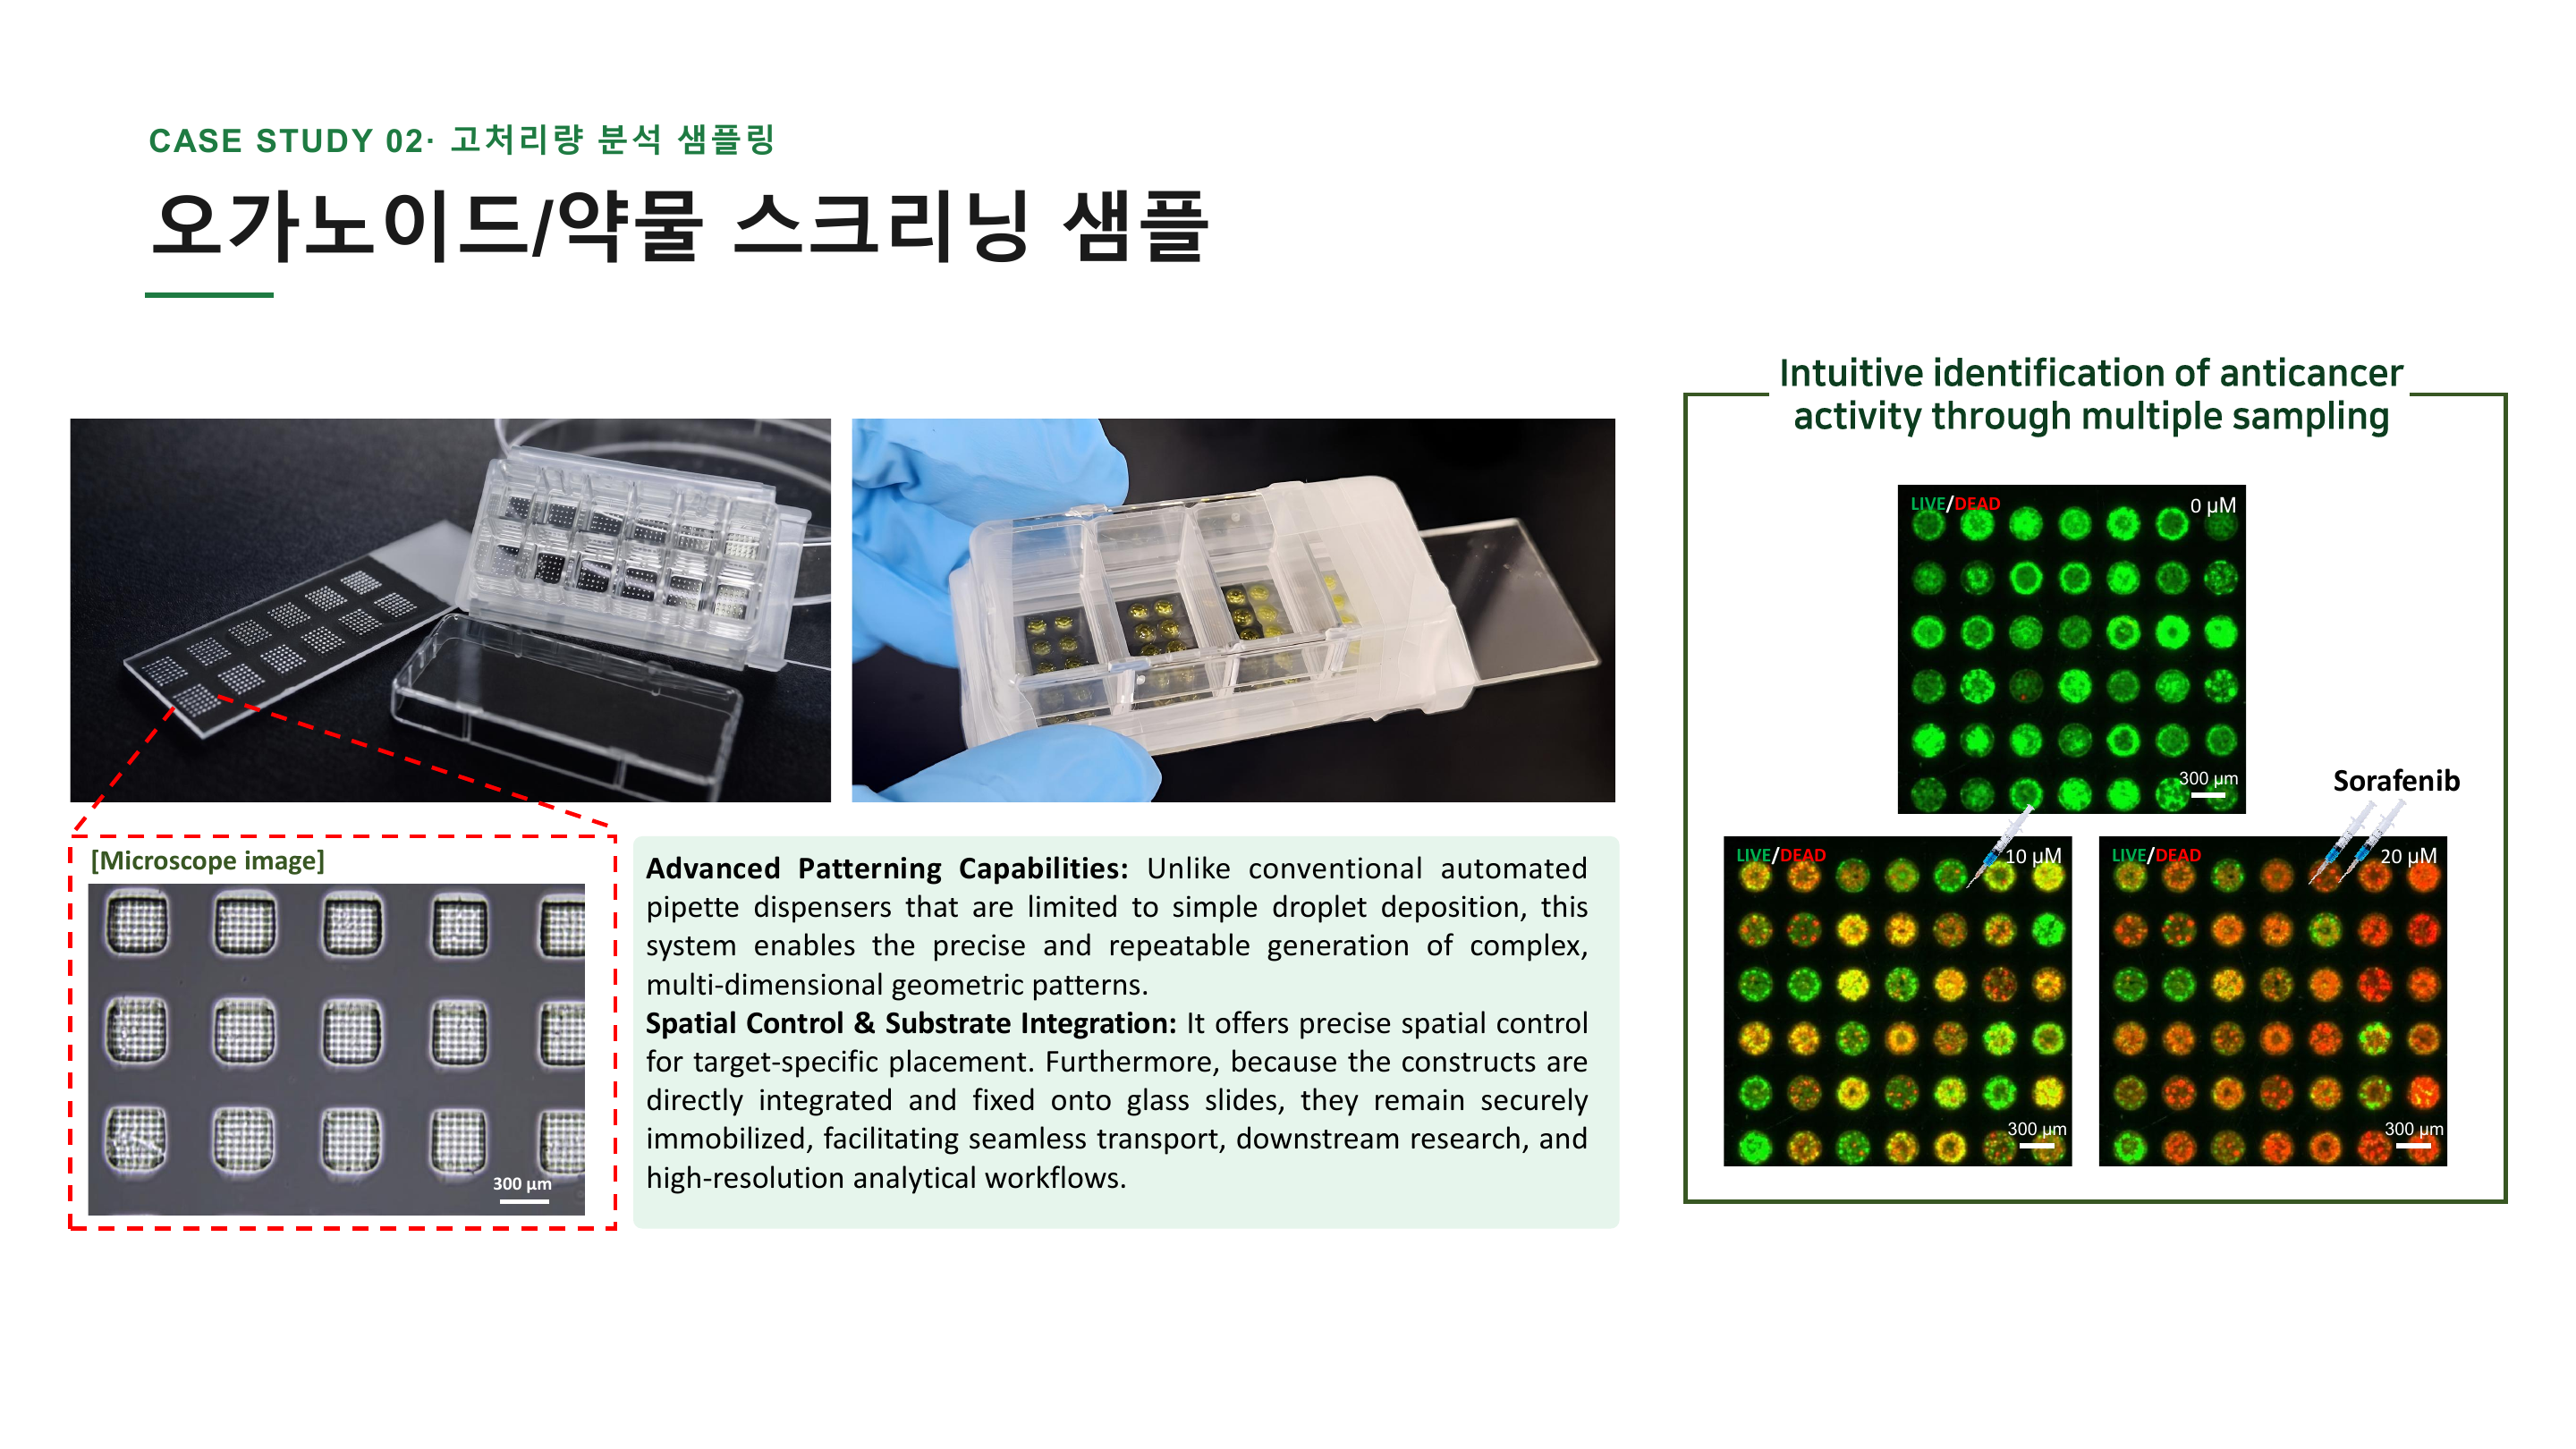 CASE STUDY 02· 고처리량 분석 샘플링
오가노이드/약물 스크리닝 샘플
Intuitive identification of anticancer
activity through multiple sampling
LIVE/DEAD
0 µM
300 µm
Sorafenib
LIVE/DEAD
10 µM
300 µm
LIVE/DEAD
20 µM
300 µm
[Microscope image]
300 µm
Advanced Patterning Capabilities: Unlike conventional automated
pipette dispensers that are limited to simple droplet deposition, this
system enables the precise and repeatable generation of complex,
multi-dimensional geometric patterns.
Spatial Control & Substrate Integration: It offers precise spatial control
for target-specific placement. Furthermore, because the constructs are
directly integrated and fixed onto glass slides, they remain securely
immobilized, facilitating seamless transport, downstream research, and
high-resolution analytical workflows.